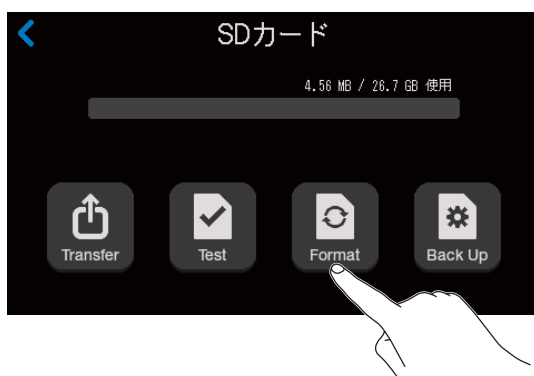 SDカード
4.56 MB / 26.7 GB 使用
Transfer
Test
Format
Back Up